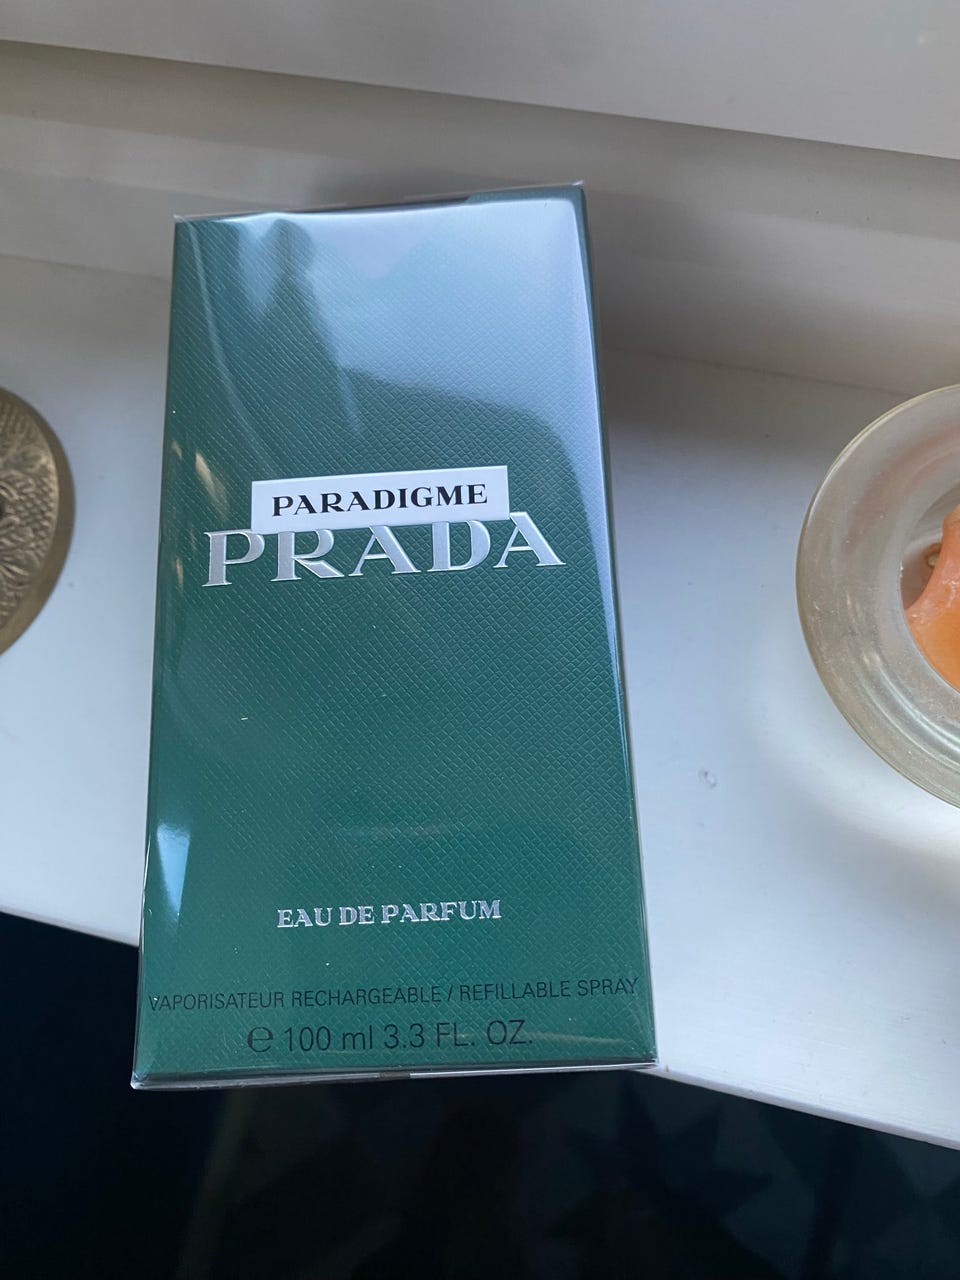 PARADIGME
PRADA
EAU DE PARFUM
VAPORISATEUR RECHARGEABLE / REFILLABLE SPRAY
℮ 100 ml 3.3 FL. OZ.